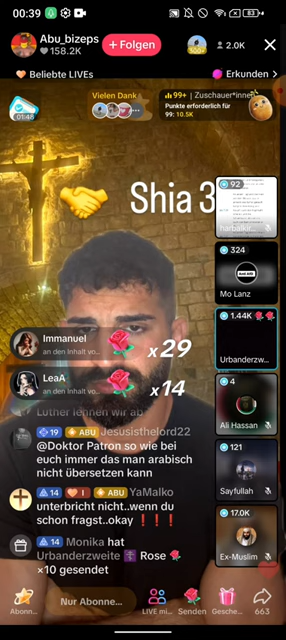 00:39
83
Abu_bizeps
158.2K
+ Folgen
2.0K
Beliebte LIVEs
Erkunden >
01:48
Vielen Dank
99+ | Zuschauer*inne
Punkte erforderlich für
99: 10.5K
Shia 3
92
harbalkir...
324
Mo Lanz
1.44K
Urbanderzw...
4
Ali Hassan
121
Sayfullah
17.0K
Ex-Muslim
Immanuel
an den Inhalt vo...
x29
LeaA
an den Inhalt vo...
x14
Luther lehnen wir ab
19 ABU Jesusisthelord22
@Doktor Patron so wie bei
euch immer das man arabisch
nicht übersetzen kann
14 I ABU YaMalko
unterbricht nicht..wenn du
schon fragst..okay ❗❗❗
14 Monika hat
Urbanderzweite Rose
×10 gesendet
Abonn...
Nur Abonne...
LIVE mi...
Senden
Gesche...
663